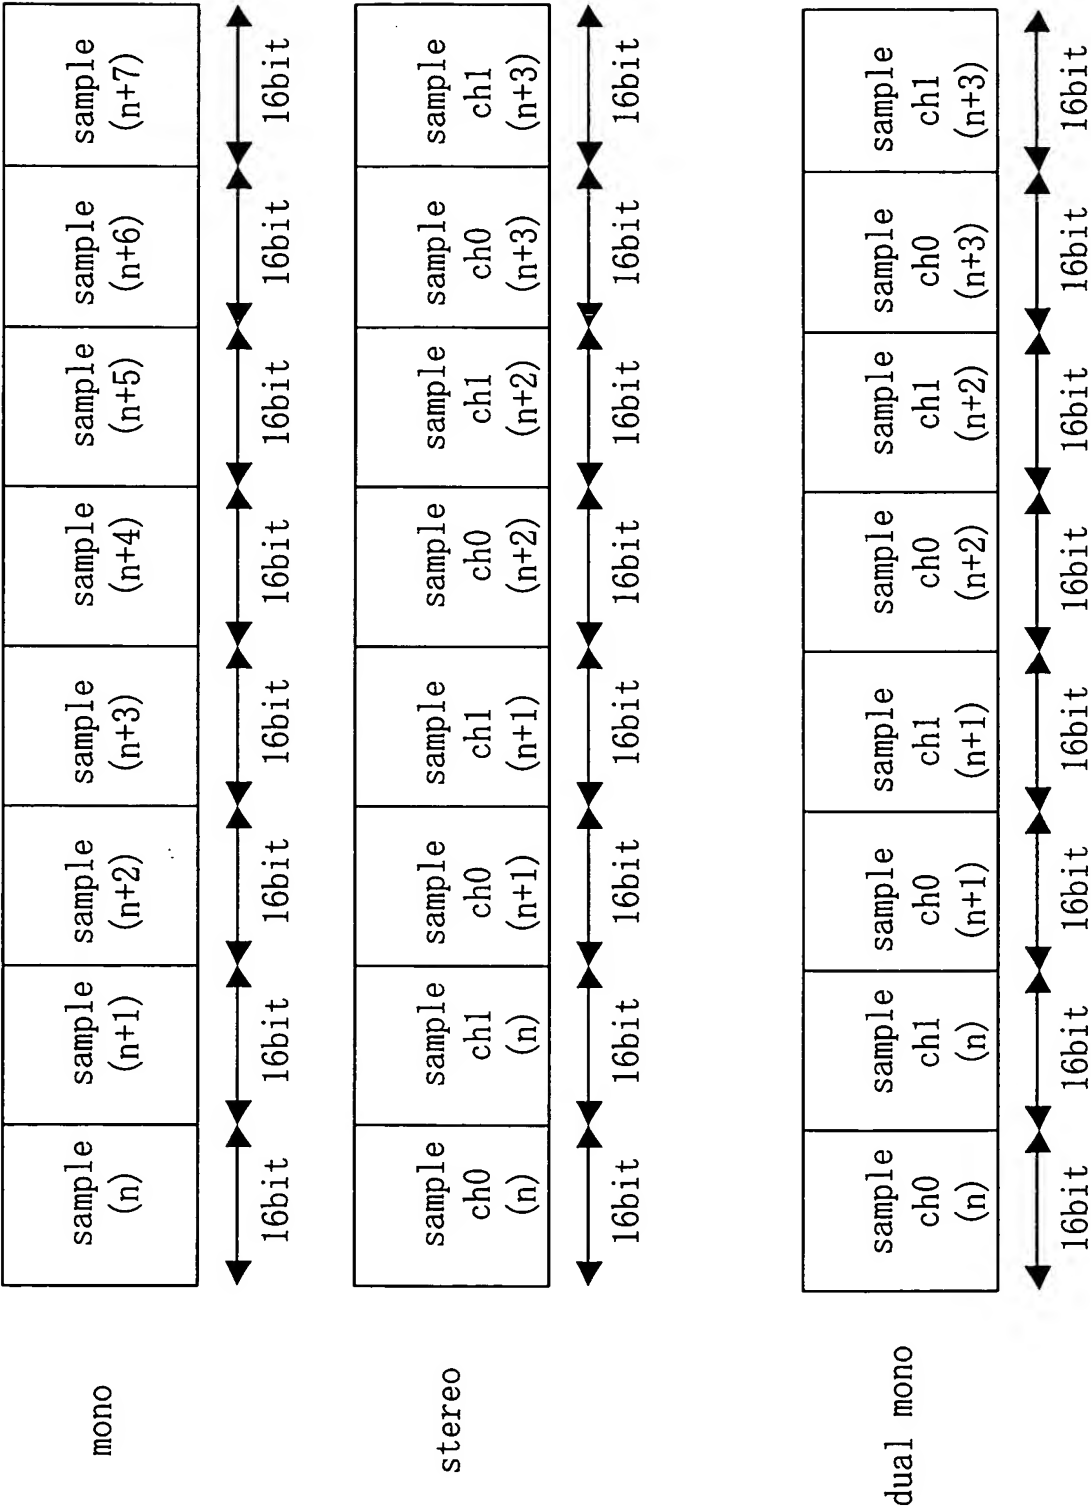 mono
sample
(n)
sample
(n+1)
sample
(n+2)
sample
(n+3)
sample
(n+4)
sample
(n+5)
sample
(n+6)
sample
(n+7)
16bit
16bit
16bit
16bit
16bit
16bit
16bit
16bit
stereo
sample
ch0
(n)
sample
ch1
(n)
sample
ch0
(n+1)
sample
ch1
(n+1)
sample
ch0
(n+2)
sample
ch1
(n+2)
sample
ch0
(n+3)
sample
ch1
(n+3)
16bit
16bit
16bit
16bit
16bit
16bit
16bit
16bit
dual mono
sample
ch0
(n)
sample
ch1
(n)
sample
ch0
(n+1)
sample
ch1
(n+1)
sample
ch0
(n+2)
sample
ch1
(n+2)
sample
ch0
(n+3)
sample
ch1
(n+3)
16bit
16bit
16bit
16bit
16bit
16bit
16bit
16bit